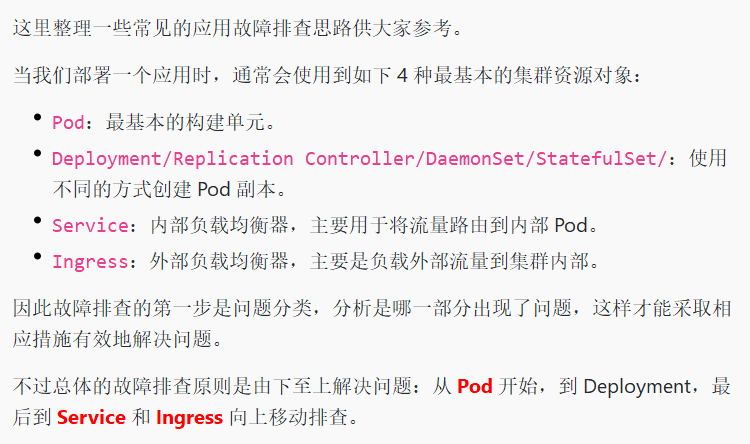 这里整理一些常见的应用故障排查思路供大家参考。
当我们部署一个应用时，通常会使用到如下 4 种最基本的集群资源对象：
Pod：最基本的构建单元。
Deployment/Replication Controller/DaemonSet/StatefulSet/：使用
不同的方式创建 Pod 副本。
Service：内部负载均衡器，主要用于将流量路由到内部 Pod。
Ingress：外部负载均衡器，主要是负载外部流量到集群内部。
因此故障排查的第一步是问题分类，分析是哪一部分出现了问题，这样才能采取相
应措施有效地解决问题。
不过总体的故障排查原则是由下至上解决问题：从 Pod 开始，到 Deployment，最
后到 Service 和 Ingress 向上移动排查。